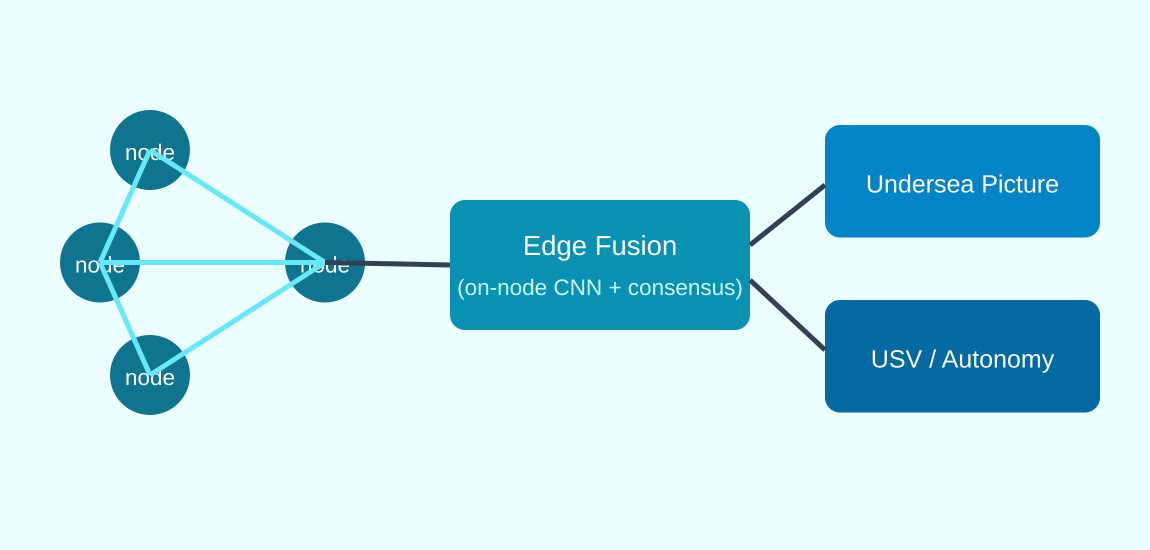 node
node
node
node
Edge Fusion
(on-node CNN + consensus)
Undersea Picture
USV / Autonomy